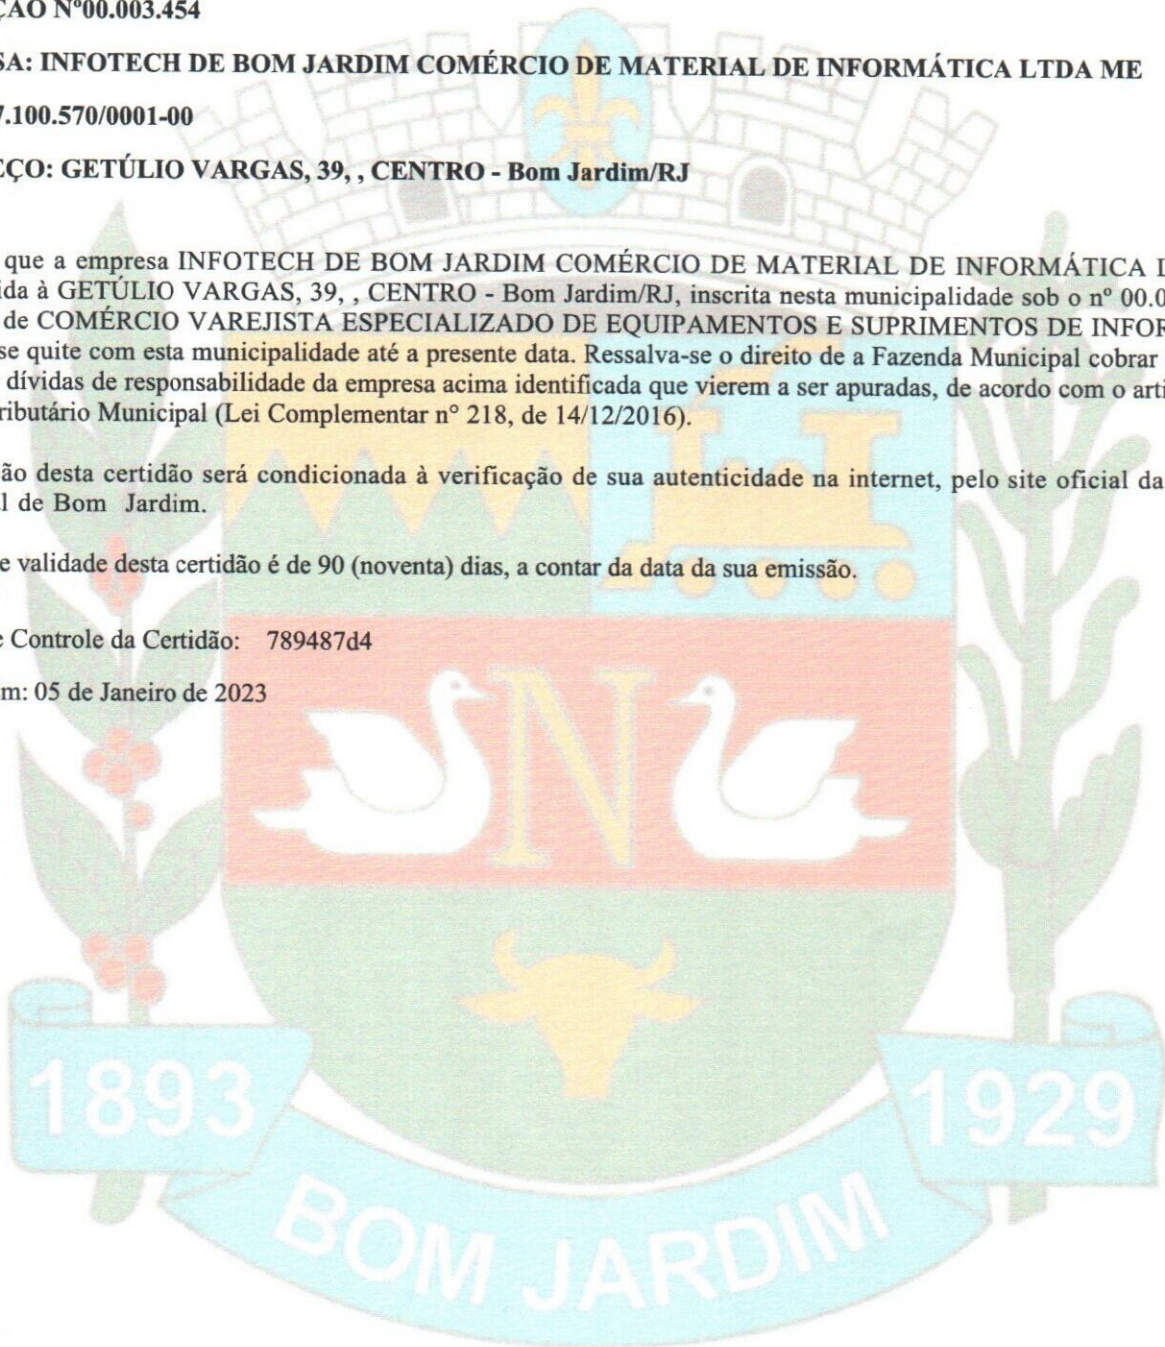 ÇÃO Nº00.003.454
SA: INFOTECH DE BOM JARDIM COMÉRCIO DE MATERIAL DE INFORMÁTICA LTDA ME
7.100.570/0001-00
EÇO: GETÚLIO VARGAS, 39, , CENTRO - Bom Jardim/RJ
que a empresa INFOTECH DE BOM JARDIM COMÉRCIO DE MATERIAL DE INFORMÁTICA L
ida à GETÚLIO VARGAS, 39, , CENTRO - Bom Jardim/RJ, inscrita nesta municipalidade sob o nº 00.0
de COMÉRCIO VAREJISTA ESPECIALIZADO DE EQUIPAMENTOS E SUPRIMENTOS DE INFOR
se quite com esta municipalidade até a presente data. Ressalva-se o direito de a Fazenda Municipal cobrar
dívidas de responsabilidade da empresa acima identificada que vierem a ser apuradas, de acordo com o arti
ributário Municipal (Lei Complementar n° 218, de 14/12/2016).
ão desta certidão será condicionada à verificação de sua autenticidade na internet, pelo site oficial da
l de Bom Jardim.
e validade desta certidão é de 90 (noventa) dias, a contar da data da sua emissão.
e Controle da Certidão: 789487d4
m: 05 de Janeiro de 2023
N
1893
1929
BOM JARDIM